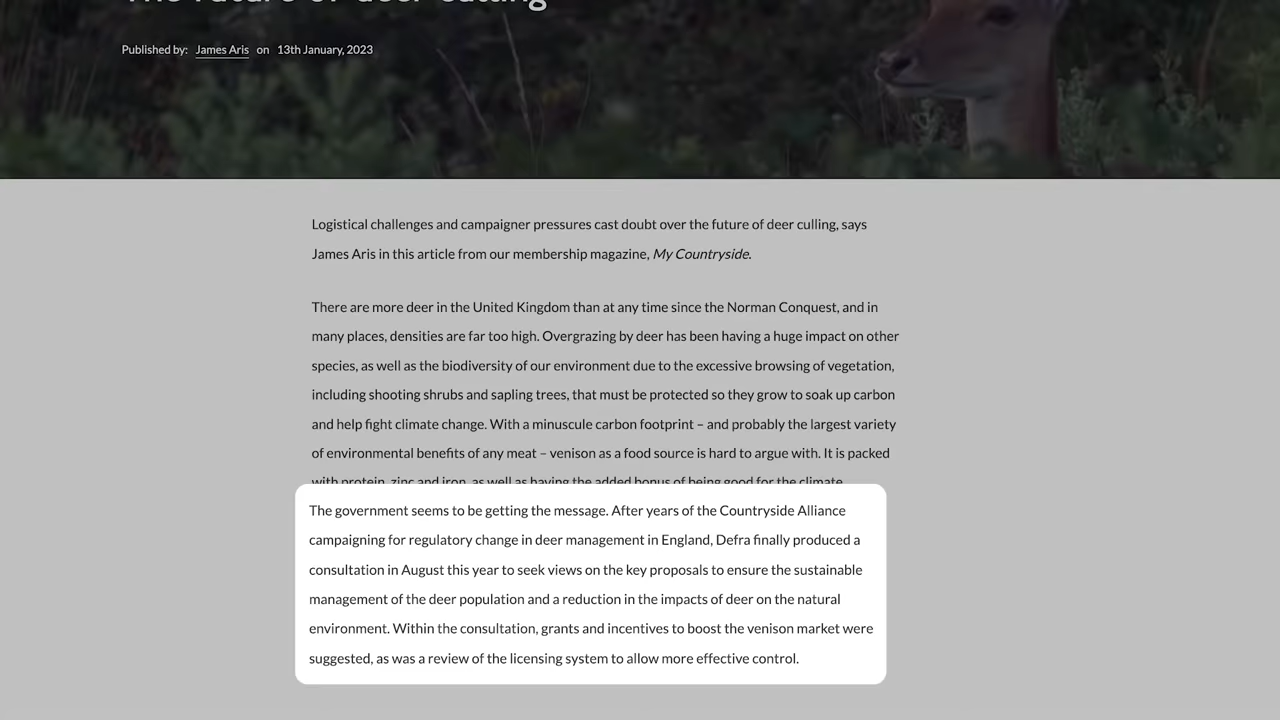 The future of deer culling
Published by: James Aris on 13th January, 2023
Logistical challenges and campaigner pressures cast doubt over the future of deer culling, says
James Aris in this article from our membership magazine, My Countryside.
There are more deer in the United Kingdom than at any time since the Norman Conquest, and in
many places, densities are far too high. Overgrazing by deer has been having a huge impact on other
species, as well as the biodiversity of our environment due to the excessive browsing of vegetation,
including shooting shrubs and sapling trees, that must be protected so they grow to soak up carbon
and help fight climate change. With a minuscule carbon footprint – and probably the largest variety
of environmental benefits of any meat – venison as a food source is hard to argue with. It is packed
with protein, zinc and iron, as well as having the added bonus of being good for the climate.
The government seems to be getting the message. After years of the Countryside Alliance
campaigning for regulatory change in deer management in England, Defra finally produced a
consultation in August this year to seek views on the key proposals to ensure the sustainable
management of the deer population and a reduction in the impacts of deer on the natural
environment. Within the consultation, grants and incentives to boost the venison market were
suggested, as was a review of the licensing system to allow more effective control.